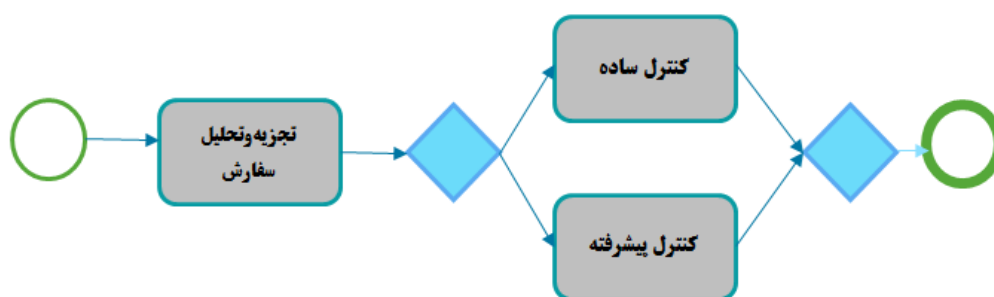 تجزیه‌وتحلیل
سفارش
کنترل ساده
کنترل پیشرفته